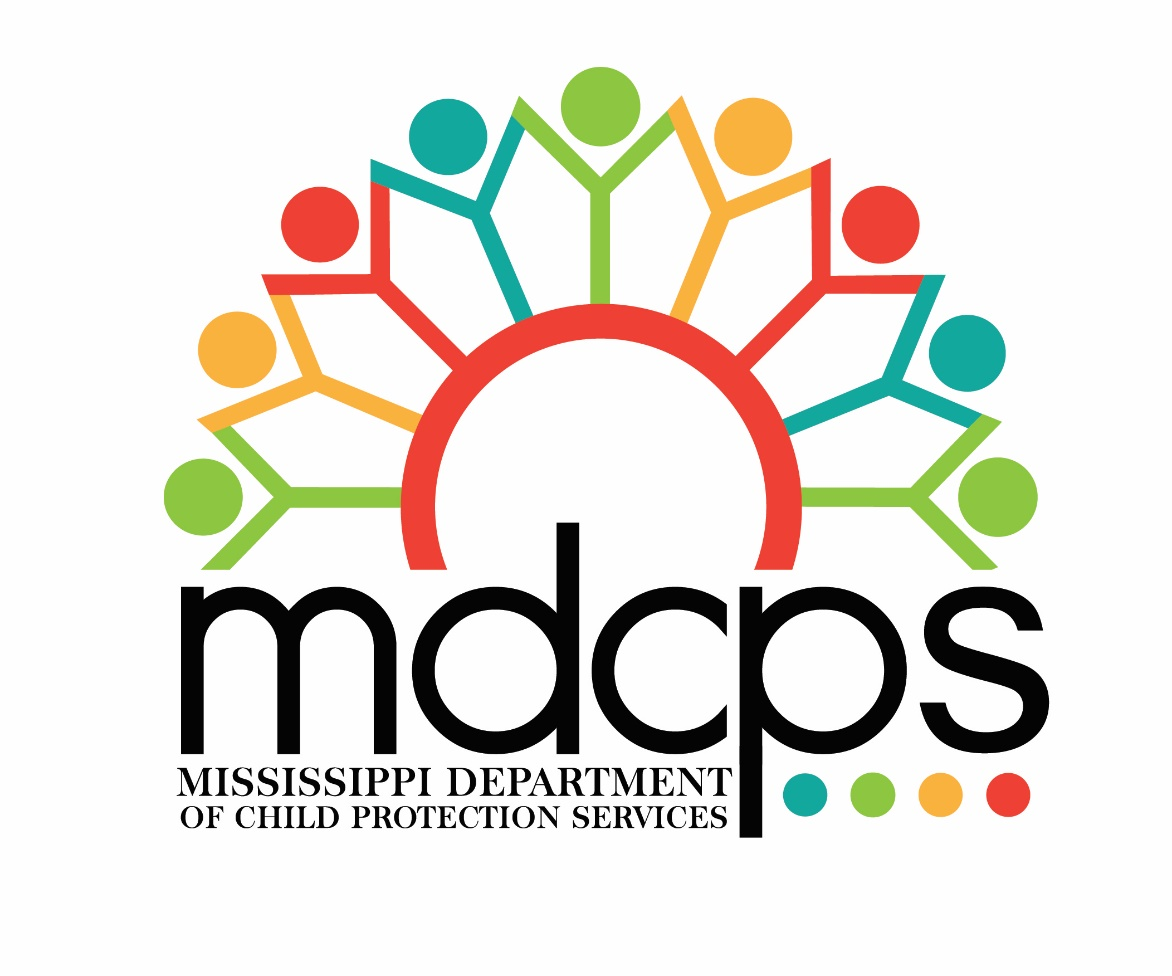 mdcps
MISSISSIPPI DEPARTMENT
OF CHILD PROTECTION SERVICES